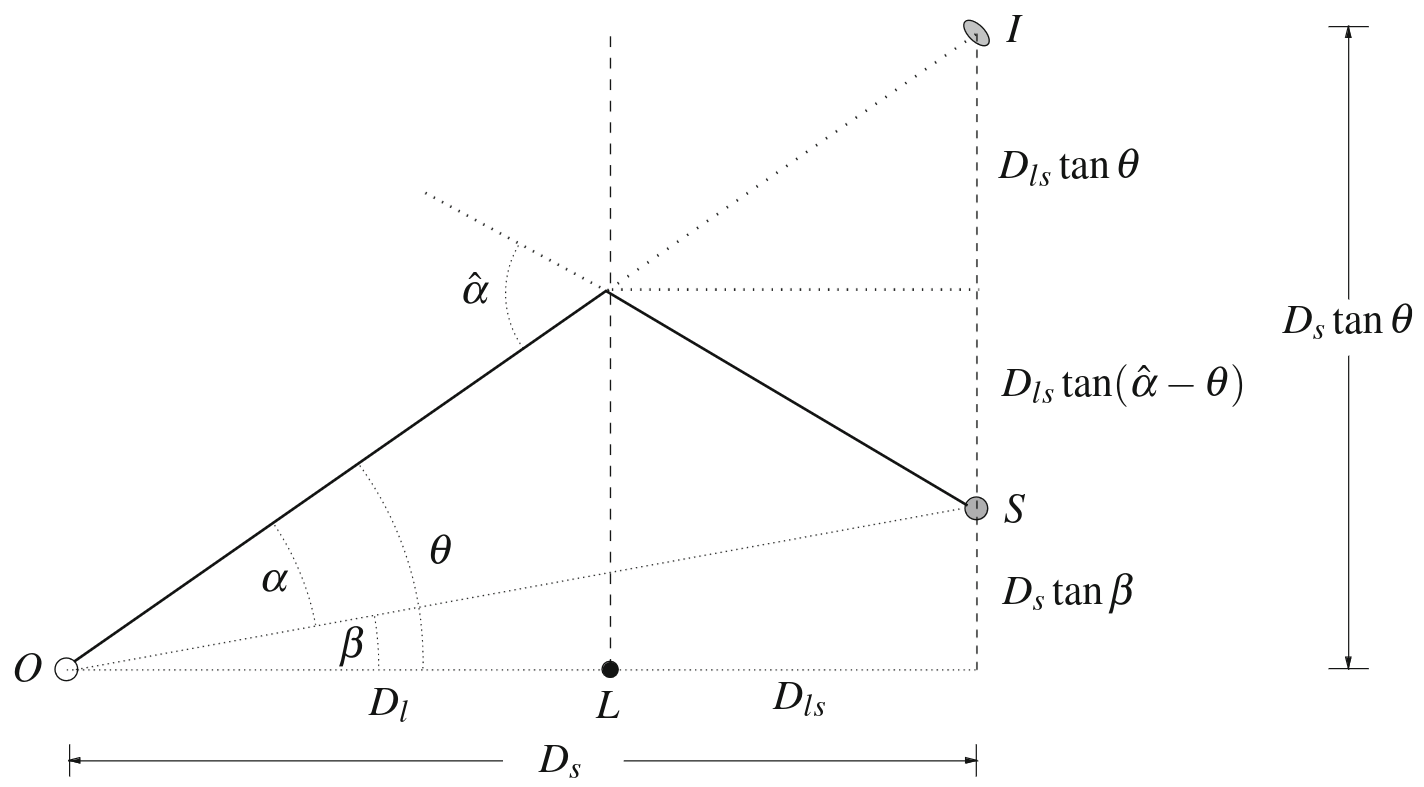 I
D_{ls} tan θ
α̂
D_s tan θ
D_{ls} tan(α̂ − θ)
S
θ
α
D_s tan β
β
O
D_l
L
D_{ls}
D_s